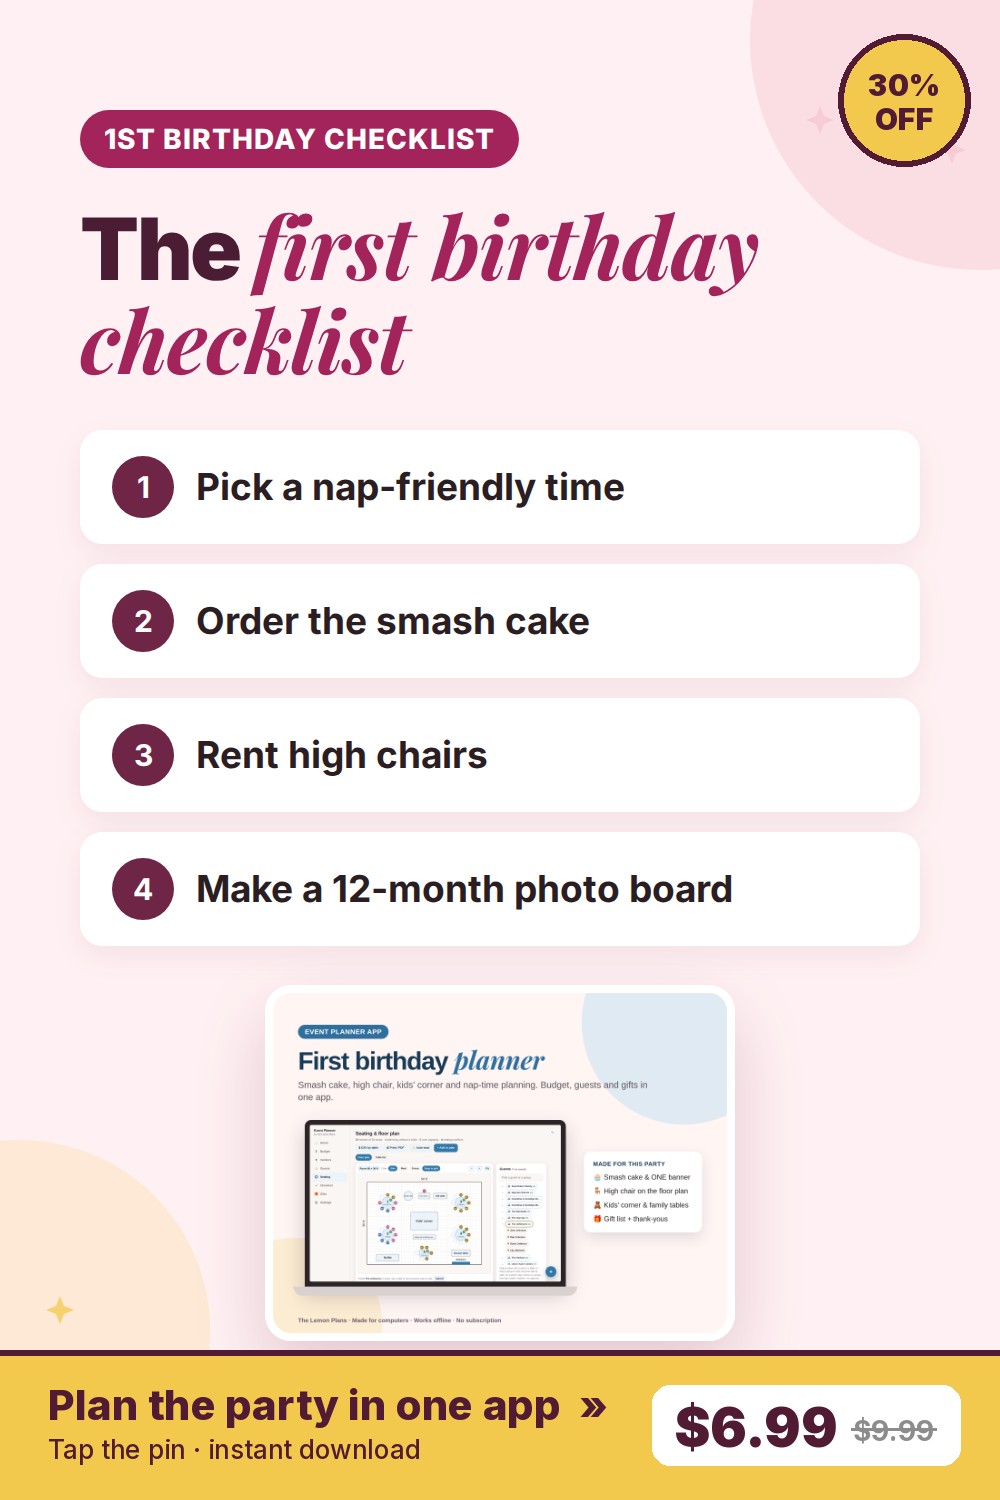 30%
OFF
1ST BIRTHDAY CHECKLIST
The first birthday
checklist
1 Pick a nap-friendly time
2 Order the smash cake
3 Rent high chairs
4 Make a 12-month photo board
EVENT PLANNER APP
First birthday planner
Smash cake, high chair, kids' corner and nap-time planning. Budget, guests and gifts in
one app.
Seating & floor plan
MADE FOR THIS PARTY
Smash cake & ONE banner
High chair on the floor plan
Kids' corner & family tables
Gift list + thank-yous
The Lemon Plans · Made for computers · Works offline · No subscription
Plan the party in one app »
Tap the pin · instant download
$6.99 $9.99